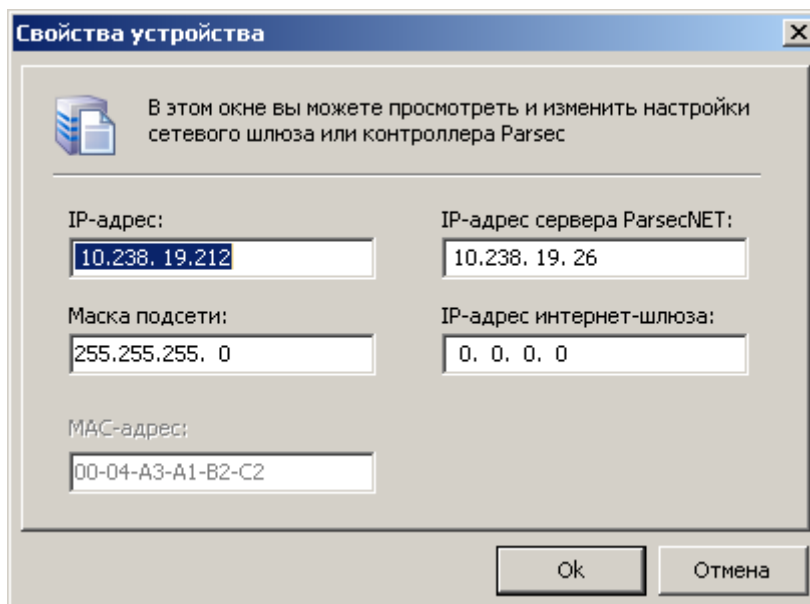 Свойства устройства
В этом окне вы можете просмотреть и изменить настройки
сетевого шлюза или контроллера Parsec
IP-адрес:
10.238. 19.212
IP-адрес сервера ParsecNET:
10.238. 19. 26
Маска подсети:
255.255.255. 0
IP-адрес интернет-шлюза:
0. 0. 0. 0
MAC-адрес:
00-04-A3-A1-B2-C2
Ok
Отмена